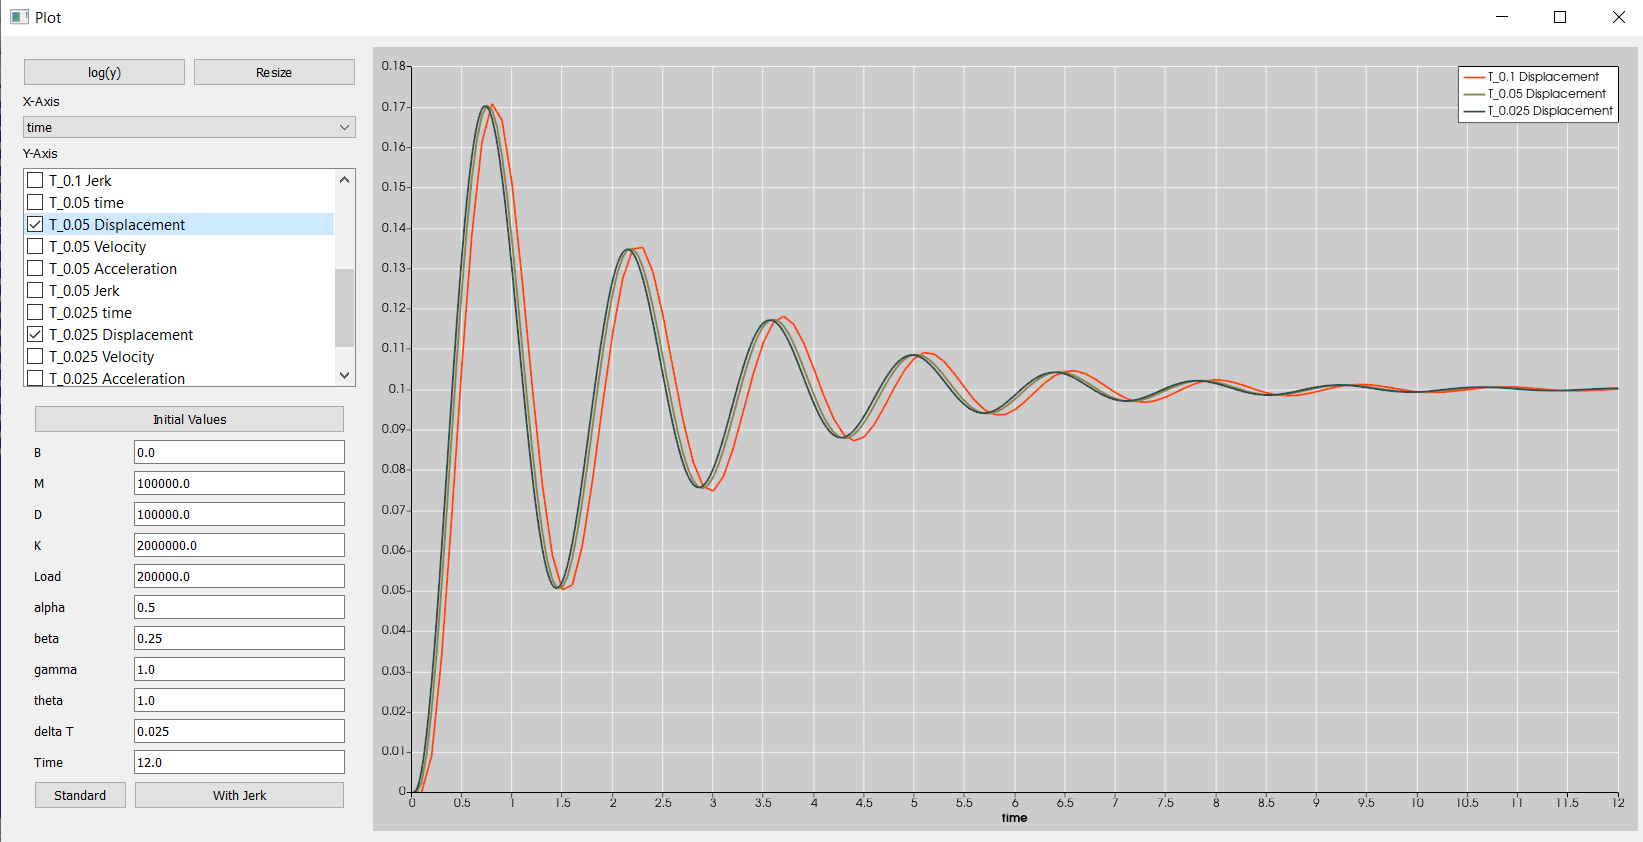 Plot
log(y) Resize
X-Axis
time
Y-Axis
T_0.1 Jerk
T_0.05 time
T_0.05 Displacement
T_0.05 Velocity
T_0.05 Acceleration
T_0.05 Jerk
T_0.025 time
T_0.025 Displacement
T_0.025 Velocity
T_0.025 Acceleration
Initial Values
B 0.0
M 100000.0
D 100000.0
K 2000000.0
Load 200000.0
alpha 0.5
beta 0.25
gamma 1.0
theta 1.0
delta T 0.025
Time 12.0
Standard With Jerk
0.18
0.17
0.16
0.15
0.14
0.13
0.12
0.11
0.1
0.09
0.08
0.07
0.06
0.05
0.04
0.03
0.02
0.01
0
0 0.5 1 1.5 2 2.5 3 3.5 4 4.5 5 5.5 6 6.5 7 7.5 8 8.5 9 9.5 10 10.5 11 11.5 12
time
T_0.1 Displacement
T_0.05 Displacement
T_0.025 Displacement